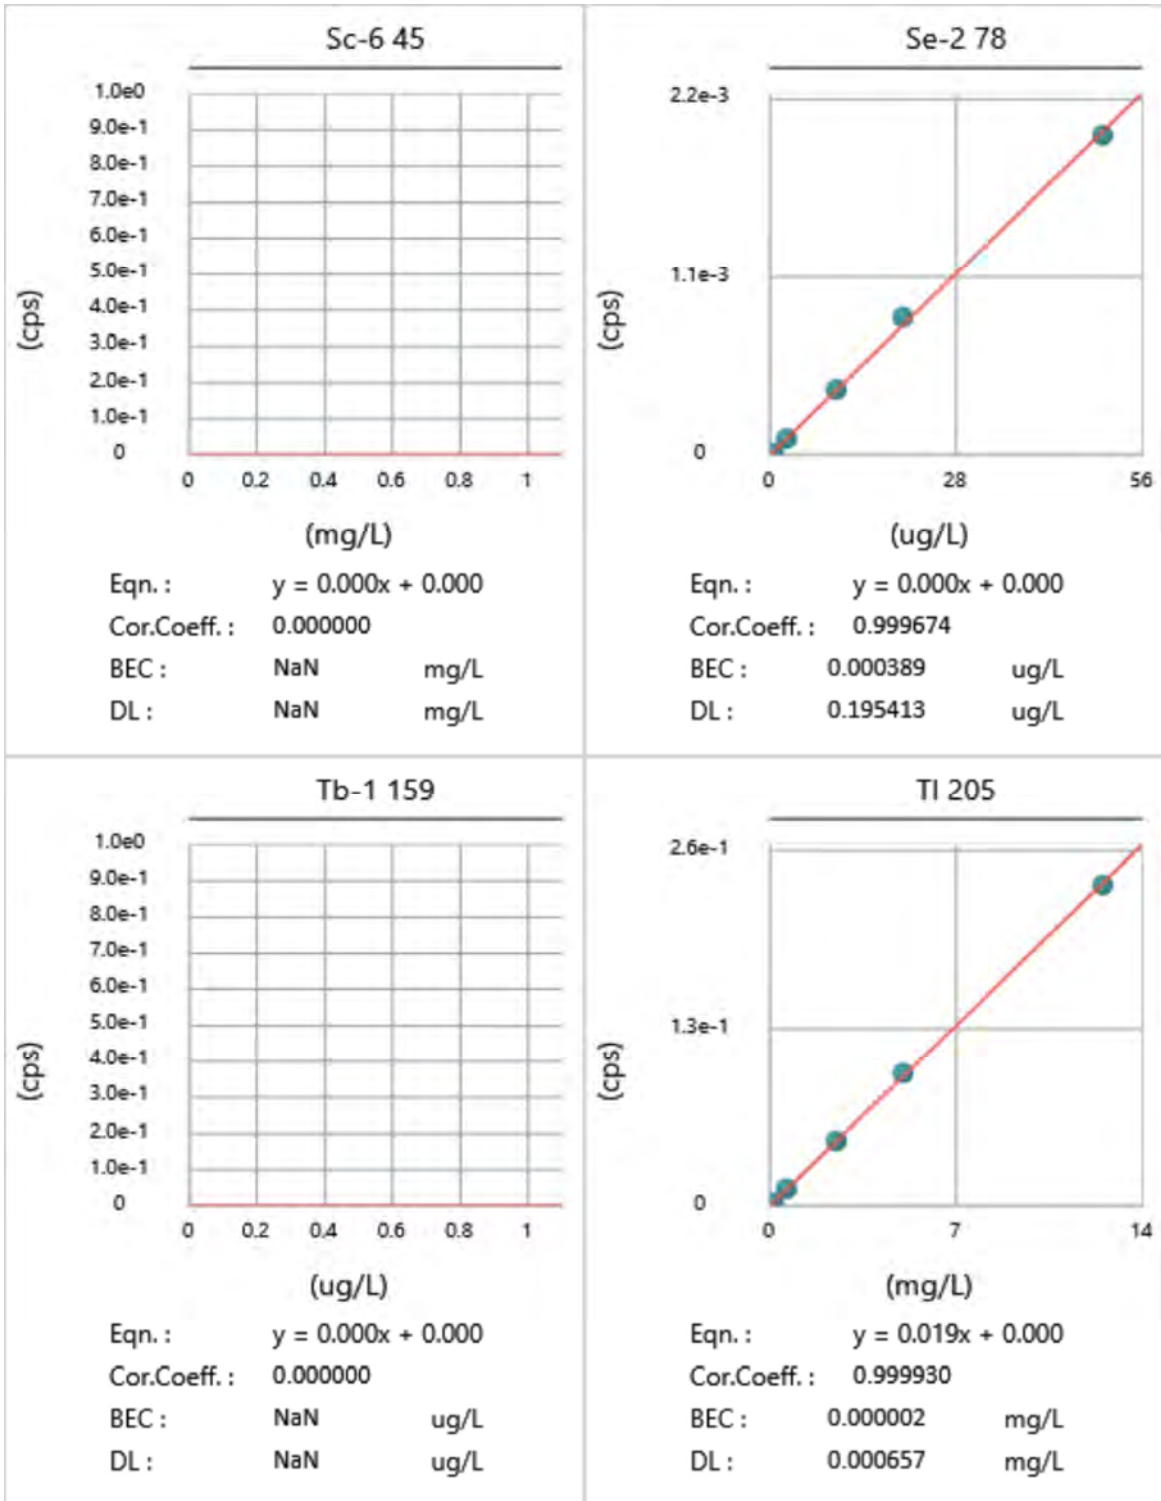 Sc-6 45
1.0e0
9.0e-1
8.0e-1
7.0e-1
6.0e-1
5.0e-1
4.0e-1
3.0e-1
2.0e-1
1.0e-1
0
(cps)
0 0.2 0.4 0.6 0.8 1
(mg/L)
Eqn. : y = 0.000x + 0.000
Cor.Coeff. : 0.000000
BEC : NaN mg/L
DL : NaN mg/L
Se-2 78
2.2e-3
1.1e-3
0
(cps)
0 28 56
(ug/L)
Eqn. : y = 0.000x + 0.000
Cor.Coeff. : 0.999674
BEC : 0.000389 ug/L
DL : 0.195413 ug/L
Tb-1 159
1.0e0
9.0e-1
8.0e-1
7.0e-1
6.0e-1
5.0e-1
4.0e-1
3.0e-1
2.0e-1
1.0e-1
0
(cps)
0 0.2 0.4 0.6 0.8 1
(ug/L)
Eqn. : y = 0.000x + 0.000
Cor.Coeff. : 0.000000
BEC : NaN ug/L
DL : NaN ug/L
Tl 205
2.6e-1
1.3e-1
0
(cps)
0 7 14
(mg/L)
Eqn. : y = 0.019x + 0.000
Cor.Coeff. : 0.999930
BEC : 0.000002 mg/L
DL : 0.000657 mg/L